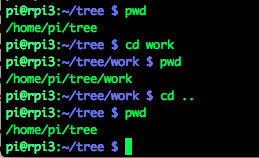 pi@rpi3:~/tree $ pwd
/home/pi/tree
pi@rpi3:~/tree $ cd work
pi@rpi3:~/tree/work $ pwd
/home/pi/tree/work
pi@rpi3:~/tree/work $ cd ..
pi@rpi3:~/tree $ pwd
/home/pi/tree
pi@rpi3:~/tree $